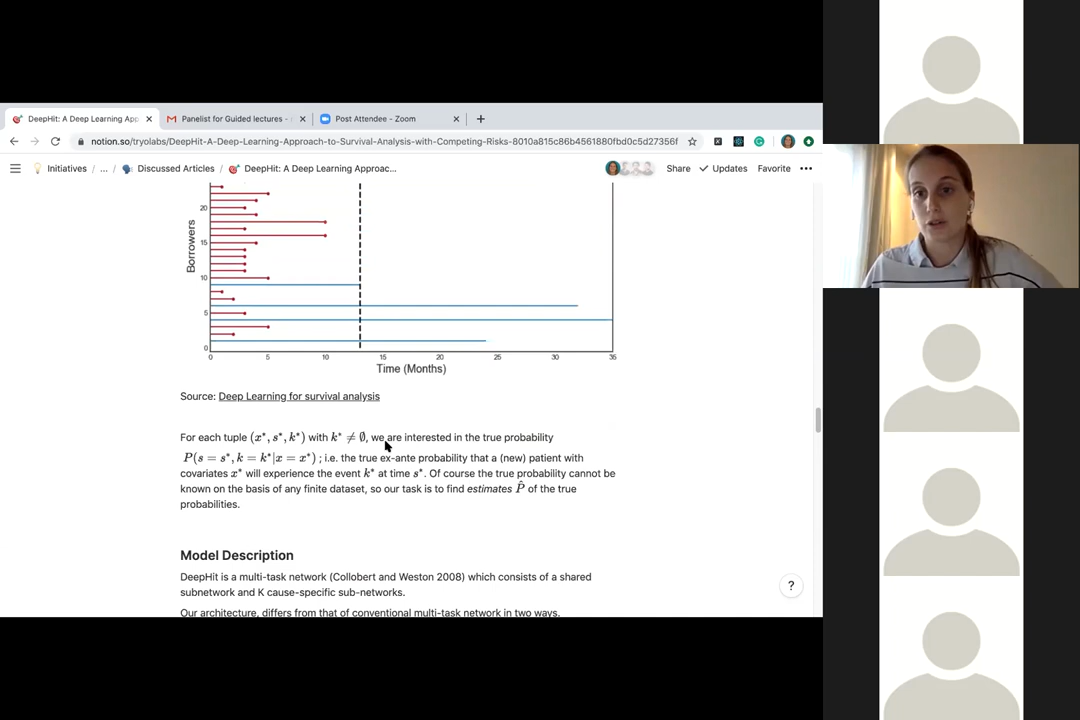 DeepHit: A Deep Learning App
Panelist for Guided lectures -
Post Attendee - Zoom
notion.so/tryolabs/DeepHit-A-Deep-Learning-Approach-to-Survival-Analysis-with-Competing-Risks-8010a815c86b4561880fbd0c5d27356f
Initiatives / ... / Discussed Articles / DeepHit: A Deep Learning Approac...
Share Updates Favorite
Borrowers
20
15
10
5
0
0 5 10 15 20 25 30 35
Time (Months)
Source: Deep Learning for survival analysis
For each tuple (x*, s*, k*) with k* ≠ ∅, we are interested in the true probability
P(s = s*, k = k*|x = x*) ; i.e. the true ex-ante probability that a (new) patient with
covariates x* will experience the event k* at time s*. Of course the true probability cannot be
known on the basis of any finite dataset, so our task is to find estimates P̂ of the true
probabilities.
Model Description
DeepHit is a multi-task network (Collobert and Weston 2008) which consists of a shared
subnetwork and K cause-specific sub-networks.
Our architecture, differs from that of conventional multi-task network in two ways.
?